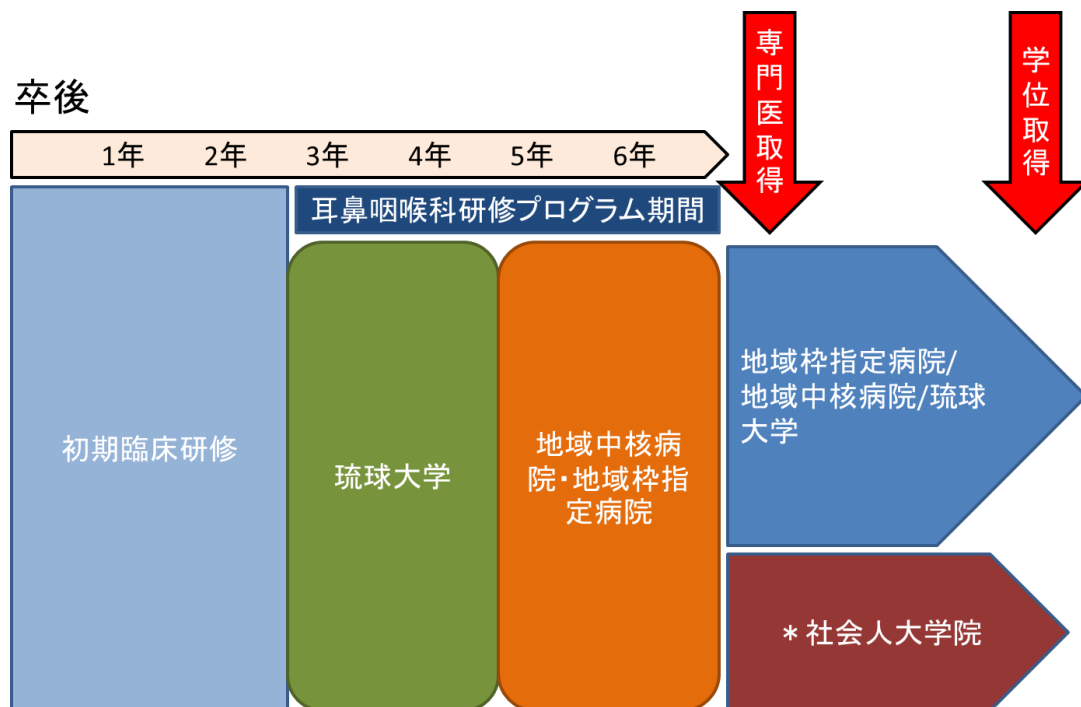 卒後
1年 2年 3年 4年 5年 6年
専門医取得
学位取得
耳鼻咽喉科研修プログラム期間
初期臨床研修
琉球大学
地域中核病
院・地域枠指
定病院
地域枠指定病院/
地域中核病院/琉球
大学
＊社会人大学院